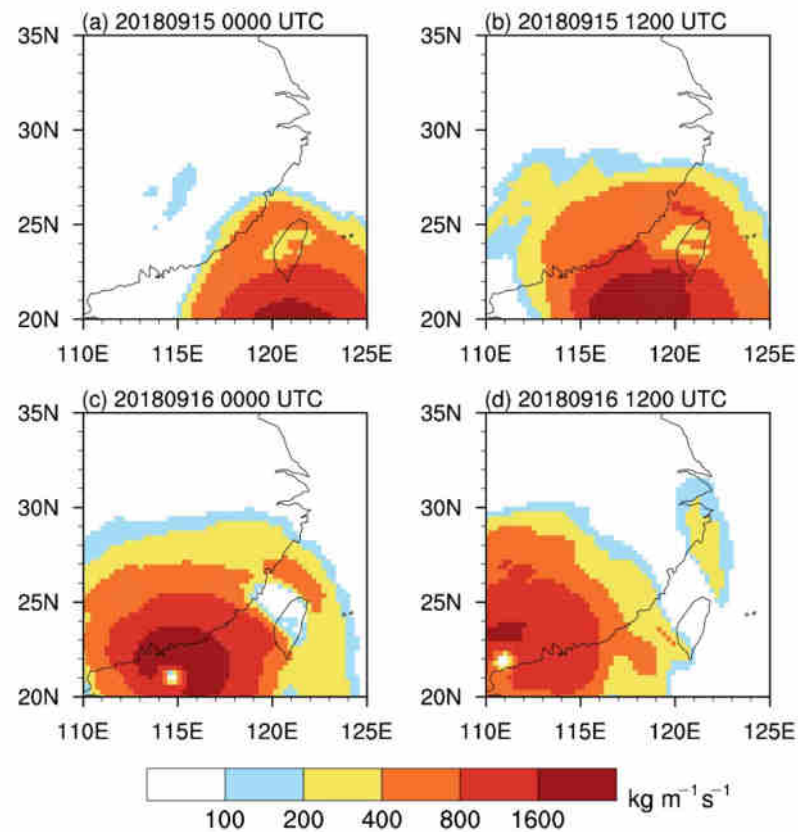 (a) 20180915 0000 UTC
35N
30N
25N
20N
110E 115E 120E 125E
(b) 20180915 1200 UTC
35N
30N
25N
20N
110E 115E 120E 125E
(c) 20180916 0000 UTC
35N
30N
25N
20N
110E 115E 120E 125E
(d) 20180916 1200 UTC
35N
30N
25N
20N
110E 115E 120E 125E
100 200 400 800 1600
kg m⁻¹s⁻¹